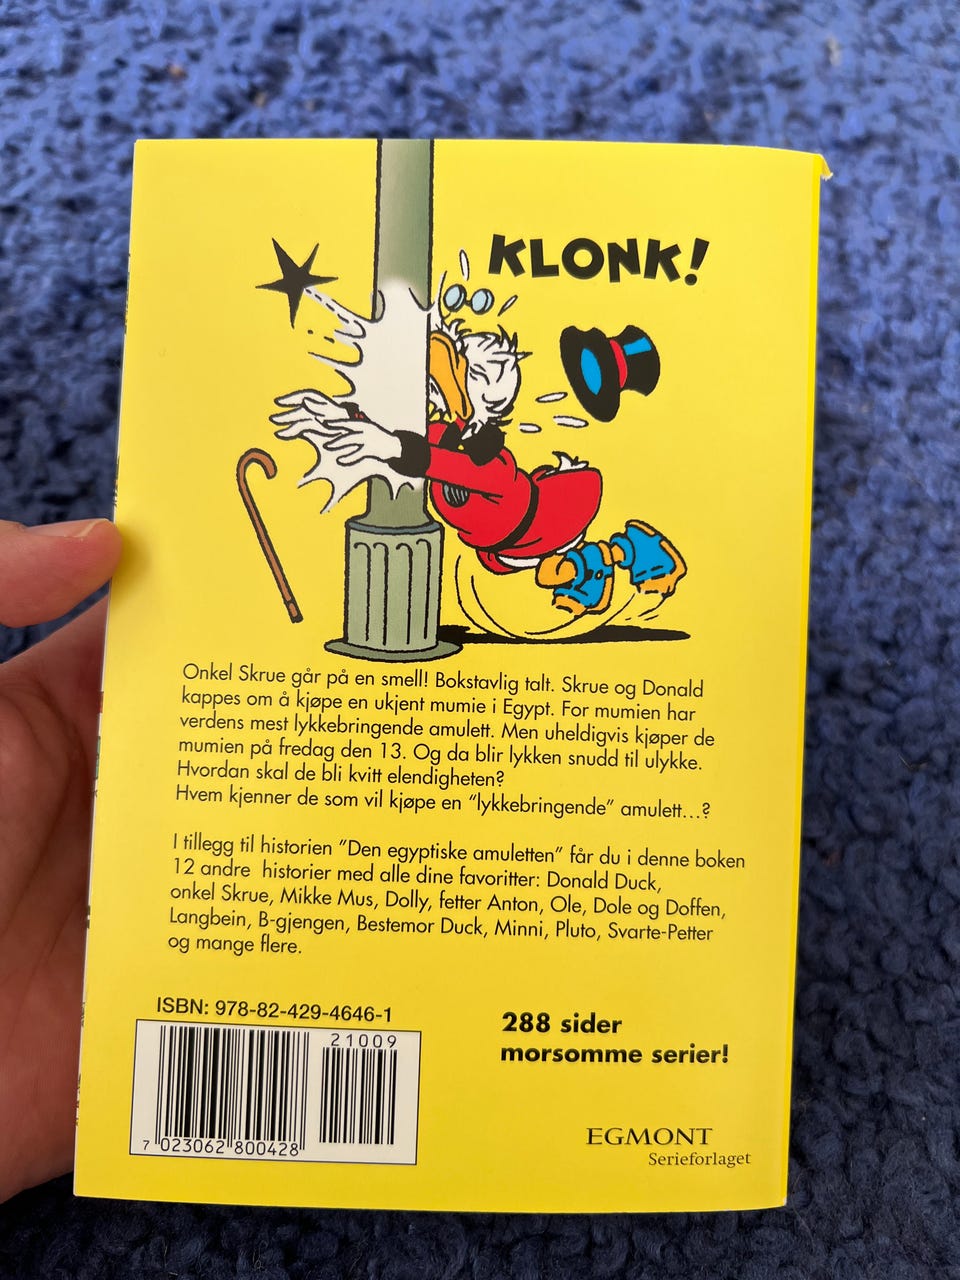 KLONK!
Onkel Skrue går på en smell! Bokstavlig talt. Skrue og Donald
kappes om å kjøpe en ukjent mumie i Egypt. For mumien har
verdens mest lykkebringende amulett. Men uheldigvis kjøper de
mumien på fredag den 13. Og da blir lykken snudd til ulykke.
Hvordan skal de bli kvitt elendigheten?
Hvem kjenner de som vil kjøpe en "lykkebringende" amulett...?
I tillegg til historien "Den egyptiske amuletten" får du i denne boken
12 andre historier med alle dine favoritter: Donald Duck,
onkel Skrue, Mikke Mus, Dolly, fetter Anton, Ole, Dole og Doffen,
Langbein, B-gjengen, Bestemor Duck, Minni, Pluto, Svarte-Petter
og mange flere.
ISBN: 978-82-429-4646-1
21009
7 023062 800428
288 sider
morsomme serier!
EGMONT
Serieforlaget